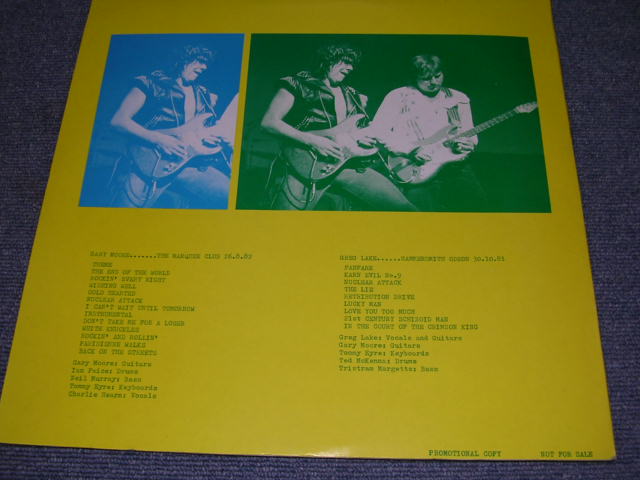 GARY MOORE.......THE MARQUEE CLUB 26.8.82
THEME
THE END OF THE WORLD
ROCKIN' EVERY NIGHT
WISHING WELL
COLD HEARTED
NUCLEAR ATTACK
I CAN'T WAIT UNTIL TOMORROW
INSTRUMENTAL
DON'T TAKE ME FOR A LOSER
WHITE KNUCKLES
ROCKIN' AND ROLLIN'
PARISIENNE WALKS
BACK ON THE STREETS
Gary Moore: Guitars
Ian Paice: Drums
Neil Murray: Bass
Tommy Eyre: Keyboards
Charlie Hearn: Vocals
GREG LAKE......HAMMERSMITH ODEON 30.10.81
FANFARE
KARN EVIL No.9
NUCLEAR ATTACK
THE LIE
RETRIBUTION DRIVE
LUCKY MAN
LOVE YOU TOO MUCH
21st CENTURY SCHIZOID MAN
IN THE COURT OF THE CRIMSON KING
Greg Lake: Vocals and Guitars
Gary Moore: Guitars
Tommy Eyre: Keyboards
Ted McKenna: Drums
Tristram Margetts: Bass
PROMOTIONAL COPY NOT FOR SALE